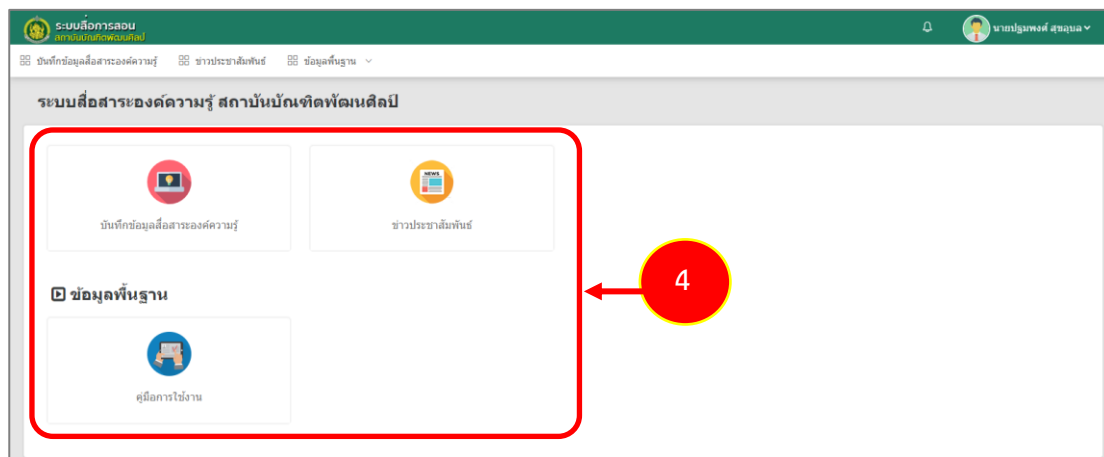 ระบบสื่อการสอน
สถาบันบัณฑิตพัฒนศิลป์
นายปฐมพงศ์ สุขอุบล
บันทึกข้อมูลสื่อสาระองค์ความรู้ ข่าวประชาสัมพันธ์ ข้อมูลพื้นฐาน
ระบบสื่อสาระองค์ความรู้ สถาบันบัณฑิตพัฒนศิลป์
NEWS
บันทึกข้อมูลสื่อสาระองค์ความรู้ ข่าวประชาสัมพันธ์
4
ข้อมูลพื้นฐาน
คู่มือการใช้งาน